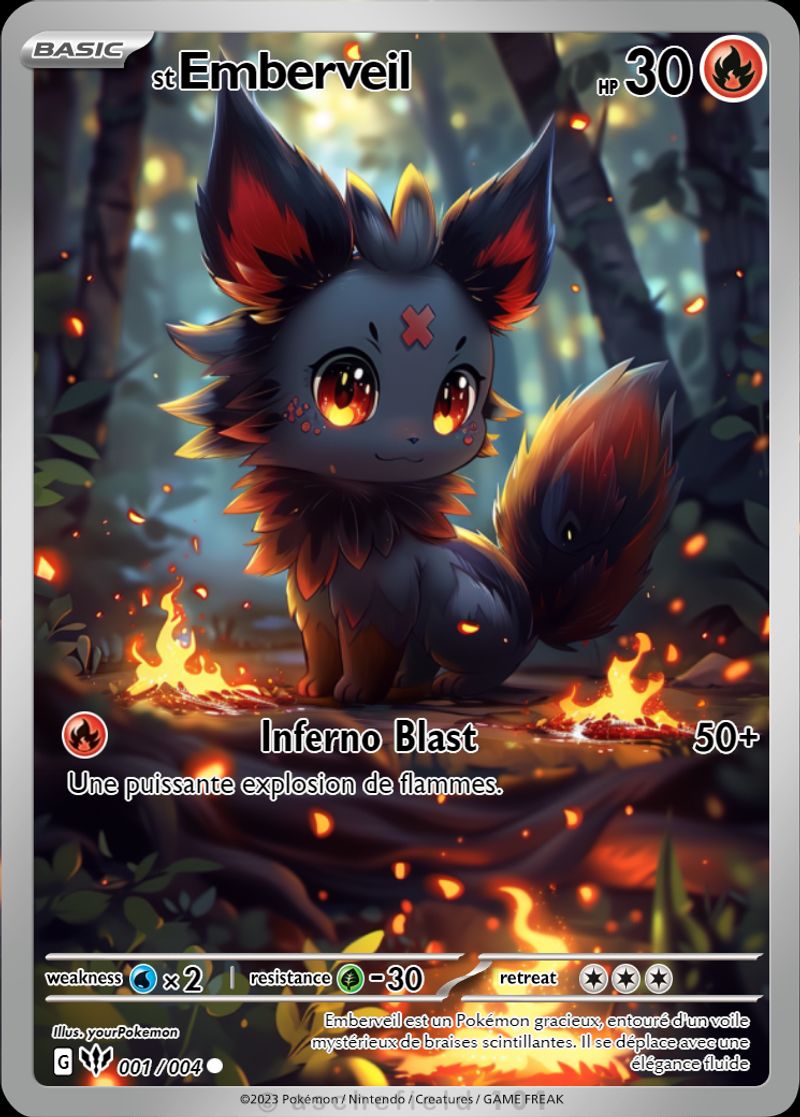 BASIC
st Emberveil HP 30
Inferno Blast 50+
Une puissante explosion de flammes.
weakness ×2 resistance -30 retreat
Illus. yourPokemon
Emberveil est un Pokémon gracieux, entouré d'un voile
mystérieux de braises scintillantes. Il se déplace avec une
élégance fluide
G 001 / 004
©2023 Pokémon / Nintendo / Creatures / GAME FREAK